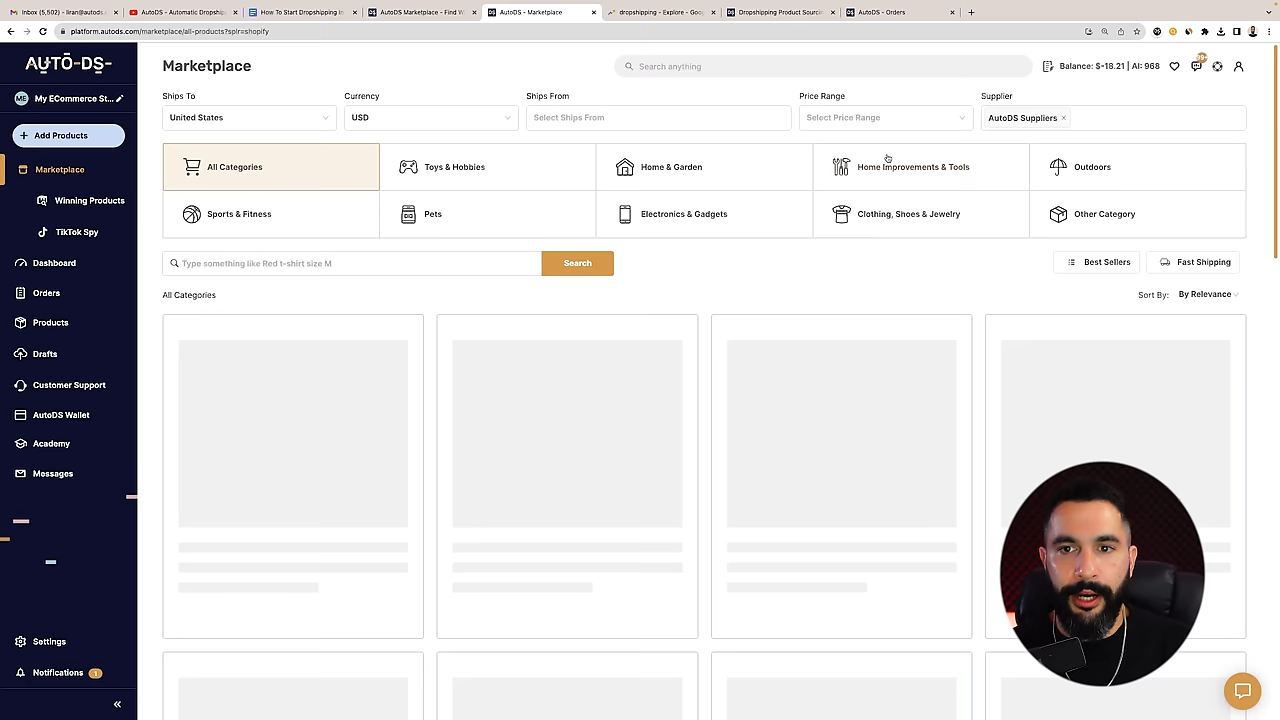 Inbox (5,502) - liran@autods
AutoDS - Automatic Dropship
How To Start Dropshipping In
AutoDS Marketplace - Find W
AutoDS - Marketplace
dropshipping - Explore - Goo
Dropshipping Product Sourcin
AutoDS - Orders
platform.autods.com/marketplace/all-products?splr=shopify
AUTO-DS-
ME My ECommerce St...
+ Add Products
Marketplace
Winning Products
TikTok Spy
Dashboard
Orders
Products
Drafts
Customer Support
AutoDS Wallet
Academy
Messages
Settings
Notifications 1
Marketplace
Search anything
Balance: $-18.21 | AI: 968
Ships To
Currency
Ships From
Price Range
Supplier
United States
USD
Select Ships From
Select Price Range
AutoDS Suppliers ×
All Categories
Toys & Hobbies
Home & Garden
Home Improvements & Tools
Outdoors
Sports & Fitness
Pets
Electronics & Gadgets
Clothing, Shoes & Jewelry
Other Category
Type something like Red t-shirt size M
Search
Best Sellers
Fast Shipping
All Categories
Sort By: By Relevance